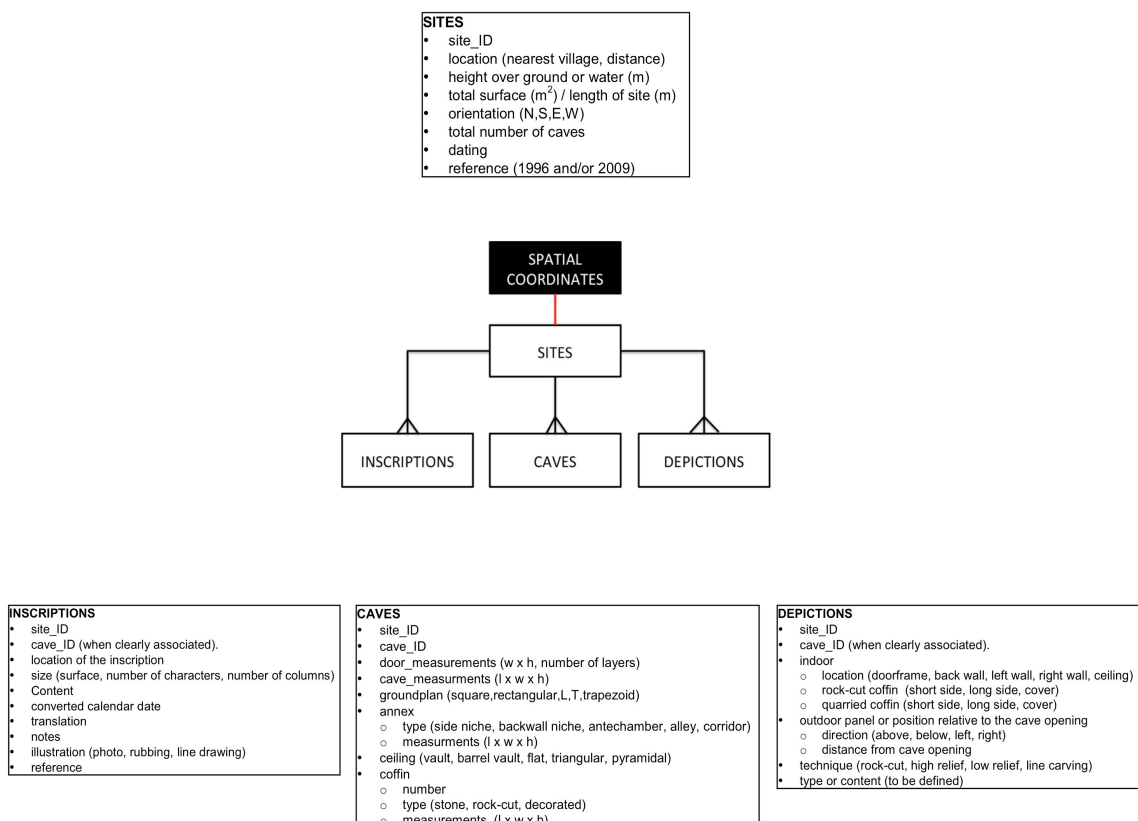 SITES
• site_ID
• location (nearest village, distance)
• height over ground or water (m)
• total surface (m²) / length of site (m)
• orientation (N,S,E,W)
• total number of caves
• dating
• reference (1996 and/or 2009)
SPATIAL
COORDINATES
SITES
INSCRIPTIONS
CAVES
DEPICTIONS
INSCRIPTIONS
• site_ID
• cave_ID (when clearly associated).
• location of the inscription
• size (surface, number of characters, number of columns)
• Content
• converted calendar date
• translation
• notes
• illustration (photo, rubbing, line drawing)
• reference
CAVES
• site_ID
• cave_ID
• door_measurements (w x h, number of layers)
• cave_measurments (l x w x h)
• groundplan (square,rectangular,L,T,trapezoid)
• annex
○ type (side niche, backwall niche, antechamber, alley, corridor)
○ measurments (l x w x h)
• ceiling (vault, barrel vault, flat, triangular, pyramidal)
• coffin
○ number
○ type (stone, rock-cut, decorated)
○ measurements (l x w x h)
DEPICTIONS
• site_ID
• cave_ID (when clearly associated).
• indoor
○ location (doorframe, back wall, left wall, right wall, ceiling)
○ rock-cut coffin (short side, long side, cover)
○ quarried coffin (short side, long side, cover)
• outdoor panel or position relative to the cave opening
○ direction (above, below, left, right)
○ distance from cave opening
• technique (rock-cut, high relief, low relief, line carving)
• type or content (to be defined)